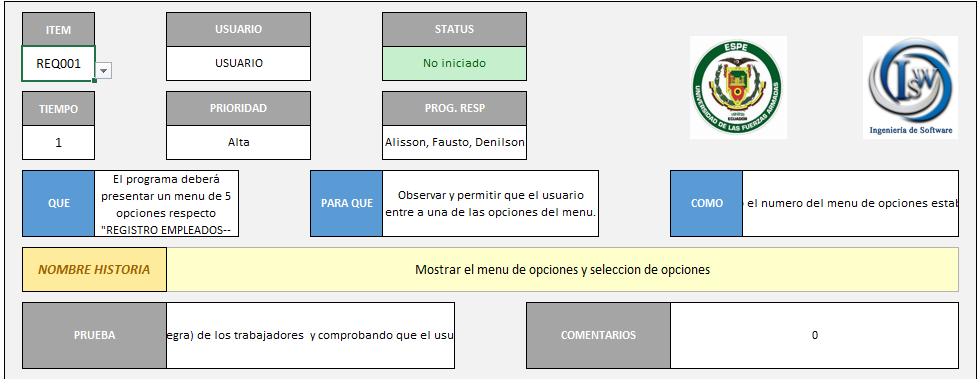 ITEM
USUARIO
STATUS
REQ001
USUARIO
No iniciado
TIEMPO
PRIORIDAD
PROG. RESP
1
Alta
Alisson, Fausto, Denilson
ESPE
UNIVERSIDAD DE LAS FUERZAS ARMADAS
ECUADOR
ISW
Ingeniería de Software
QUE
El programa deberá
presentar un menu de 5
opciones respecto
"REGISTRO EMPLEADOS--
PARA QUE
Observar y permitir que el usuario
entre a una de las opciones del menu.
COMO
el numero del menu de opciones estab
NOMBRE HISTORIA
Mostrar el menu de opciones y seleccion de opciones
PRUEBA
egra) de los trabajadores y comprobando que el usu
COMENTARIOS
0